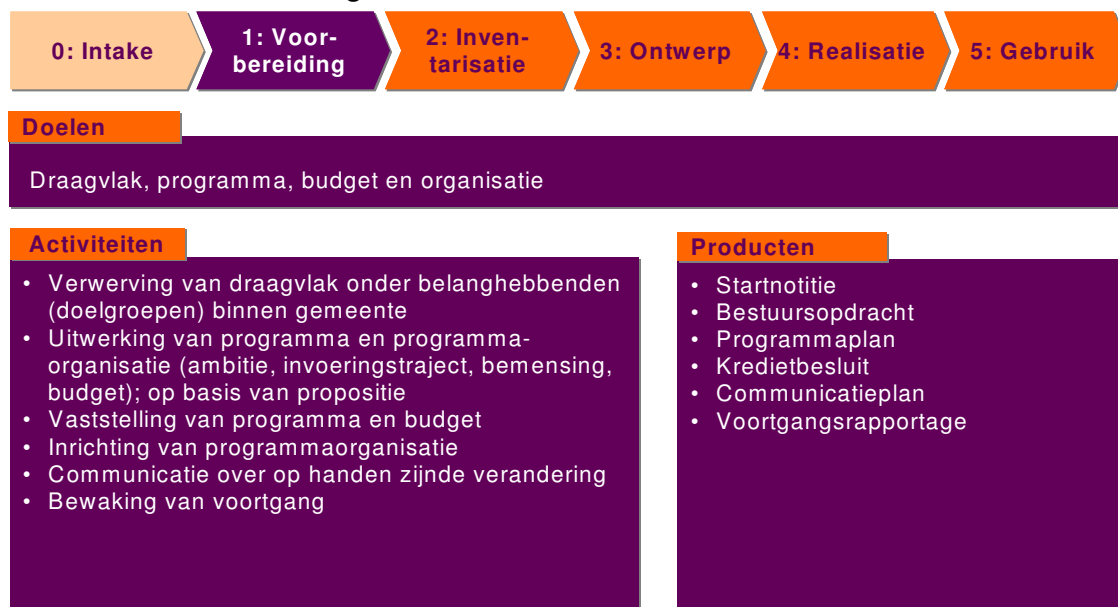 0: Intake
1: Voor-
bereiding
2: Inven-
tarisatie
3: Ontwerp
4: Realisatie
5: Gebruik
Doelen
Draagvlak, programma, budget en organisatie
Activiteiten
• Verwerving van draagvlak onder belanghebbenden
(doelgroepen) binnen gemeente
• Uitwerking van programma en programma-
organisatie (ambitie, invoeringstraject, bemensing,
budget); op basis van propositie
• Vaststelling van programma en budget
• Inrichting van programmaorganisatie
• Communicatie over op handen zijnde verandering
• Bewaking van voortgang
Producten
• Startnotitie
• Bestuursopdracht
• Programmaplan
• Kredietbesluit
• Communicatieplan
• Voortgangsrapportage